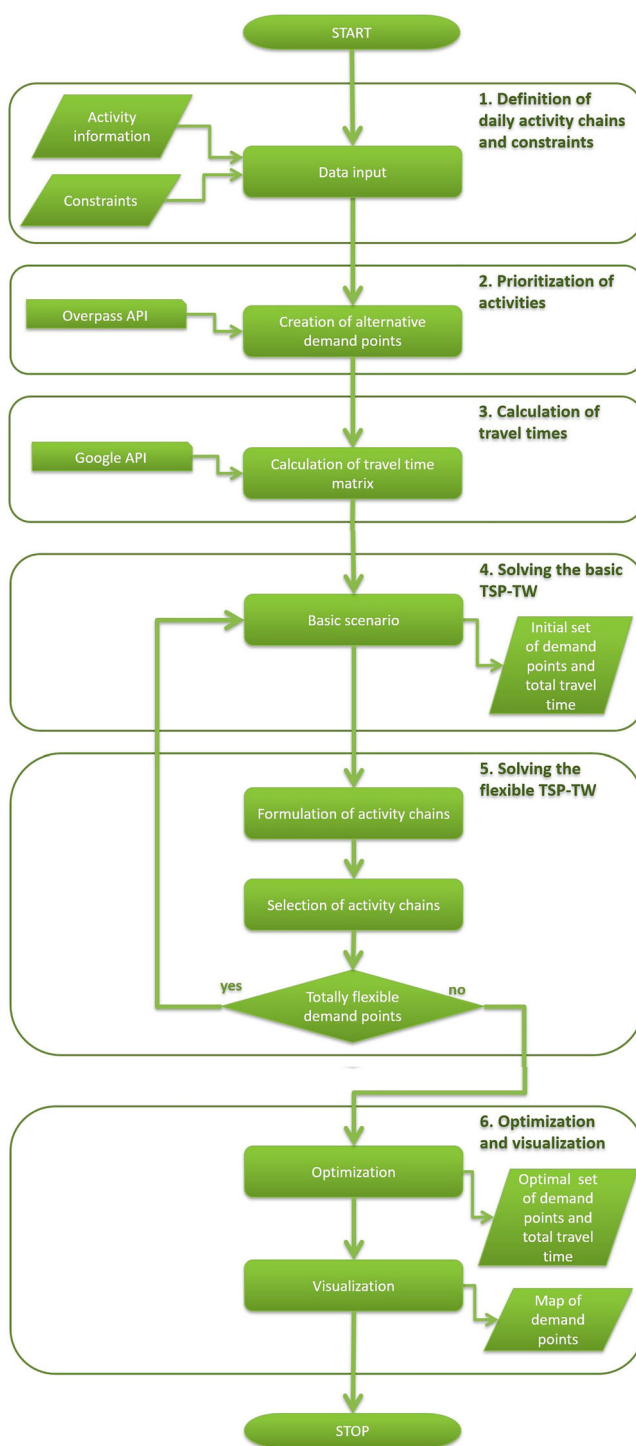 START
1. Definition of
daily activity chains
and constraints
Activity
information
Data input
Constraints
2. Prioritization of
activities
Overpass API
Creation of alternative
demand points
3. Calculation of
travel times
Google API
Calculation of travel time
matrix
4. Solving the basic
TSP-TW
Basic scenario
Initial set
of demand
points and
total travel
time
5. Solving the
flexible TSP-TW
Formulation of activity chains
Selection of activity chains
yes
no
Totally flexible
demand points
6. Optimization
and visualization
Optimization
Optimal set
of demand
points and
total travel
time
Visualization
Map of
demand
points
STOP